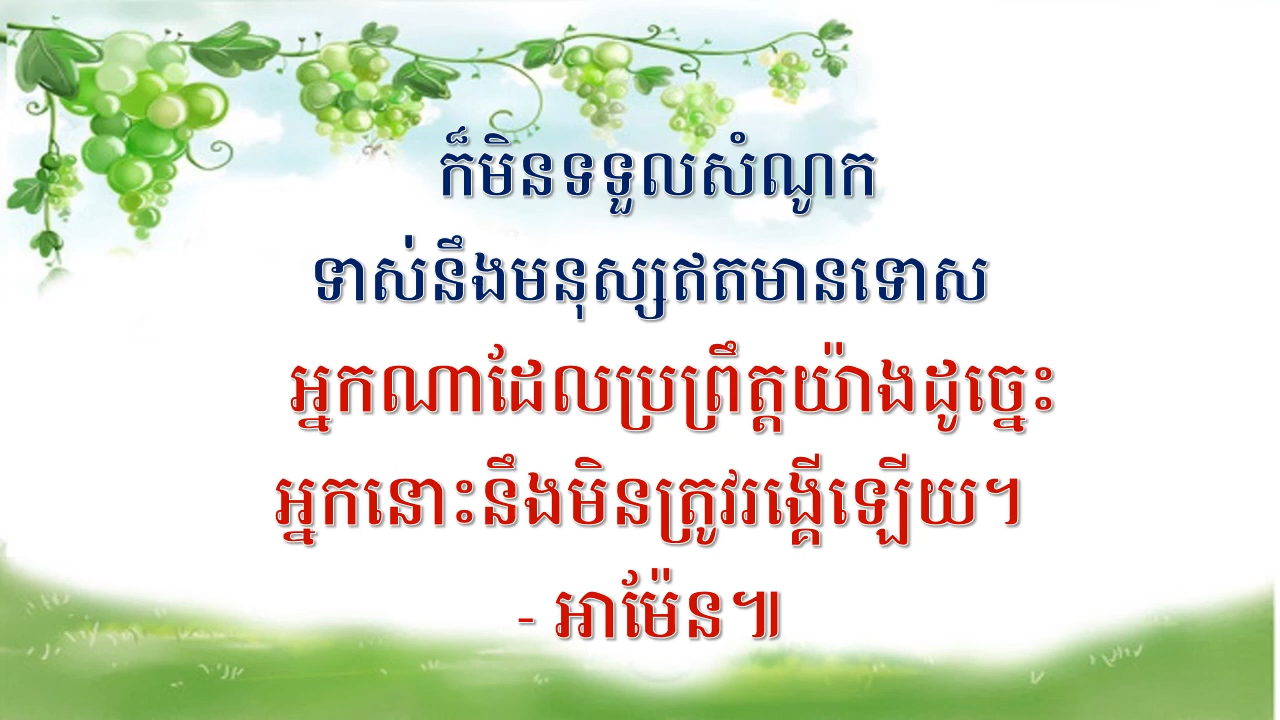 ក៏មិនទទួលសំណូក
ទាស់នឹងមនុស្សឥតមានទោស
អ្នកណាដែលប្រព្រឹត្តយ៉ាងដូច្នេះ
អ្នកនោះនឹងមិនត្រូវរង្គើឡើយ។
- អាម៉ែន៕